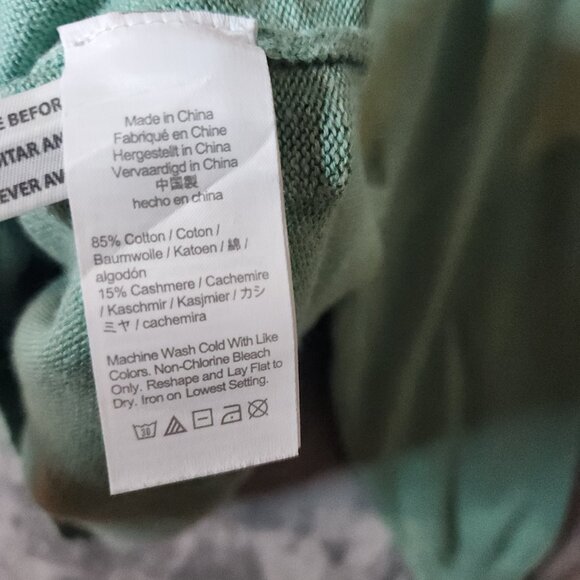 E BEFOR
ITAR AN
EVER AV
Made in China
Fabriqué en Chine
Hergestellt in China
Vervaardigd in China
中国製
hecho en china
85% Cotton / Coton /
Baumwolle / Katoen / 綿 /
algodón
15% Cashmere / Cachemire
/ Kaschmir / Kasjmier / カシ
ミヤ / cachemira
Machine Wash Cold With Like
Colors. Non-Chlorine Bleach
Only. Reshape and Lay Flat to
Dry. Iron on Lowest Setting.
30